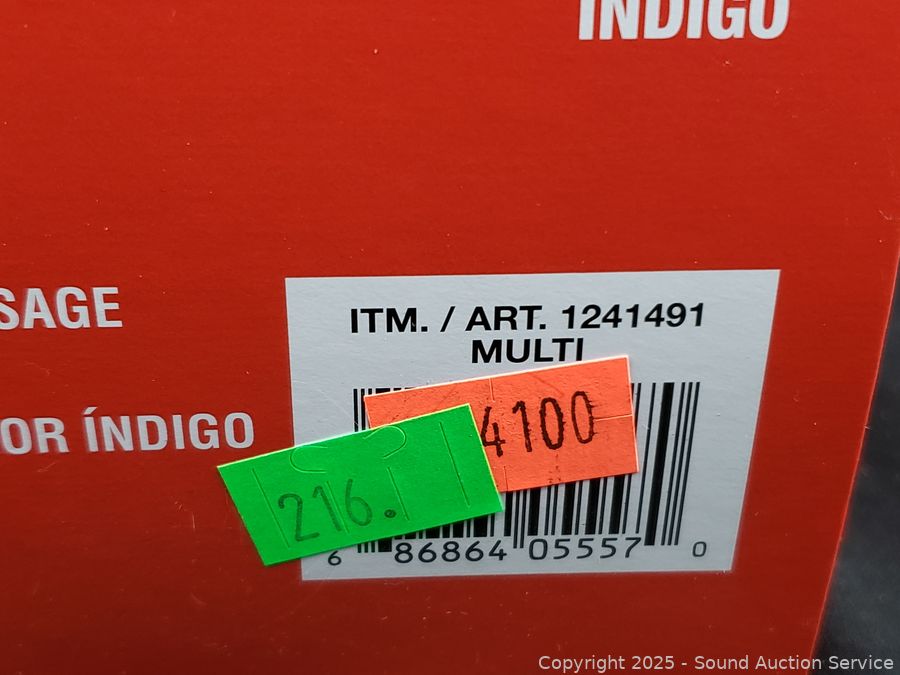 INDIGO
SAGE
OR ÍNDIGO
ITM. / ART. 1241491
MULTI
4100
216.
6 86864 05557 0
Copyright 2025 - Sound Auction Service